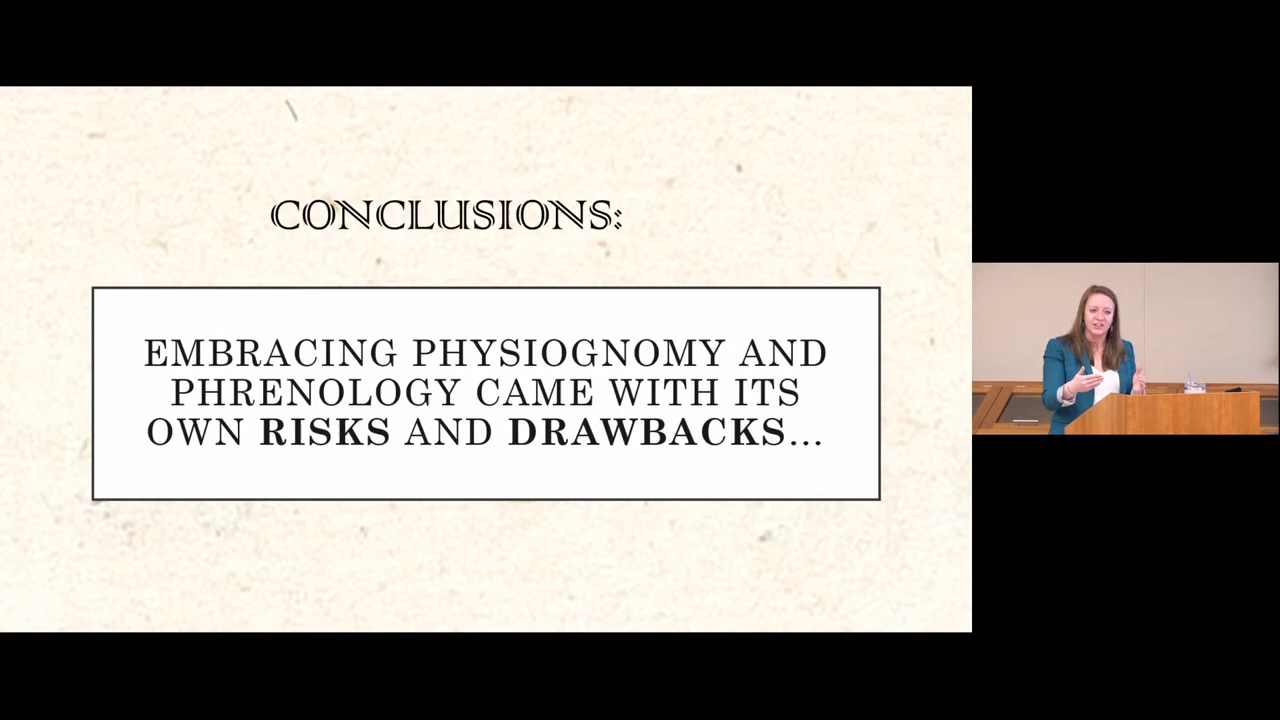 CONCLUSIONS:
EMBRACING PHYSIOGNOMY AND
PHRENOLOGY CAME WITH ITS
OWN RISKS AND DRAWBACKS...